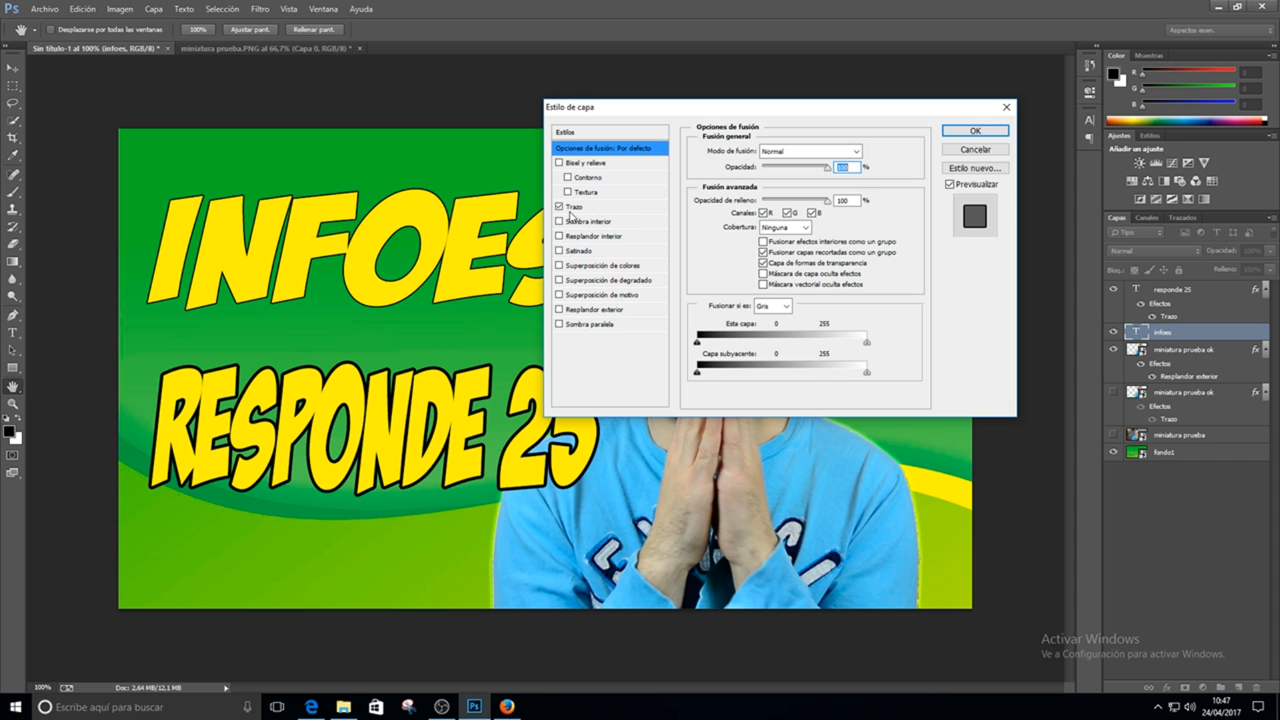 Ps Archivo Edición Imagen Capa Texto Selección Filtro Vista Ventana Ayuda
Desplazarse por todas las ventanas 100% Ajustar pant. Rellenar pant.
Aspectos esen.
Sin título-1 al 100% (infoes, RGB/8) * × miniatura prueba.PNG al 66,7% (Capa 0, RGB/8) * ×
INFOES
RESPONDE 25
Estilo de capa
Estilos
Opciones de fusión: Por defecto
Bisel y relieve
Contorno
Textura
Trazo
Sombra interior
Resplandor interior
Satinado
Superposición de colores
Superposición de degradado
Superposición de motivo
Resplandor exterior
Sombra paralela
Opciones de fusión
Fusión general
Modo de fusión: Normal
Opacidad: 100 %
Fusión avanzada
Opacidad de relleno: 100 %
Canales: R G B
Cobertura: Ninguna
Fusionar efectos interiores como un grupo
Fusionar capas recortadas como un grupo
Capa de formas de transparencia
Máscara de capa oculta efectos
Máscara vectorial oculta efectos
Fusionar si es: Gris
Esta capa: 0 255
Capa subyacente: 0 255
OK
Cancelar
Estilo nuevo...
Previsualizar
Color Muestras
R 0
G 0
B 0
Ajustes Estilos
Añadir un ajuste
Capas Canales Trazados
Tipo
Normal Opacidad:
Bloq.: Relleno:
responde 25 fx
Efectos
Trazo
infoes
miniatura prueba ok fx
Efectos
Resplandor exterior
miniatura prueba ok fx
Efectos
Trazo
miniatura prueba
fondo1
Activar Windows
Ve a Configuración para activar Windows.
100% Doc: 2,64 MB/12,1 MB
Escribe aquí para buscar
10:47
24/04/2017